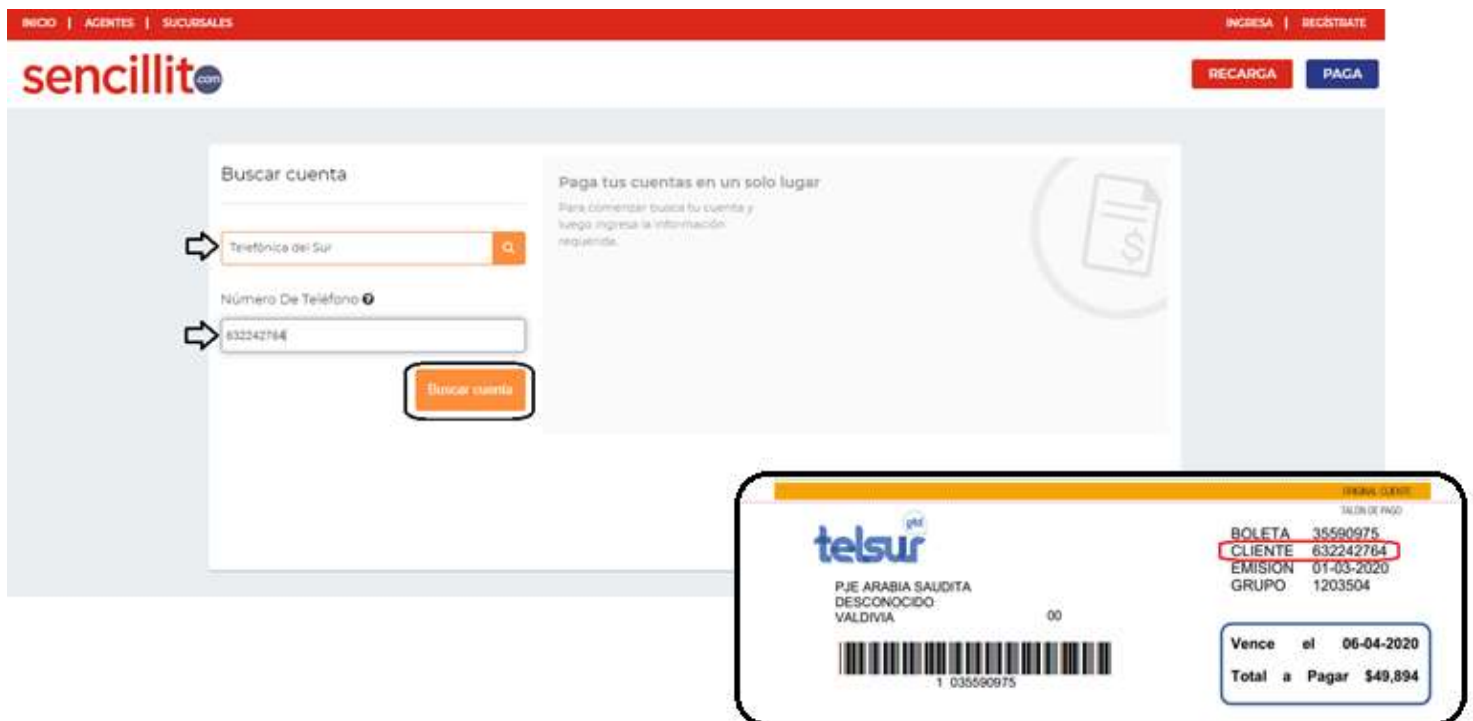 INICIO | AGENTES | SUCURSALES
INGRESA | REGÍSTRATE
sencillito.com
RECARGA PAGA
Buscar cuenta
Telefónica del Sur
Número De Teléfono
632242764
Buscar cuenta
Paga tus cuentas en un solo lugar
Para comenzar busca tu cuenta y
luego ingresa la información
requerida.
ORIGINAL CLIENTE
TALON DE PAGO
telsur gtd
BOLETA 35590975
CLIENTE 632242764
EMISION 01-03-2020
GRUPO 1203504
PJE ARABIA SAUDITA
DESCONOCIDO
VALDIVIA 00
1 035590975
Vence el 06-04-2020
Total a Pagar $49,894